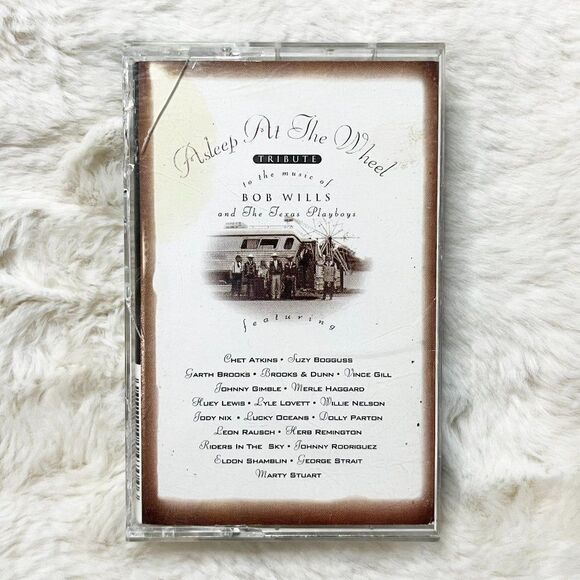 Asleep At The Wheel
TRIBUTE
to the music of
BOB WILLS
and The Texas Playboys
featuring
CHET ATKINS • SUZY BOGGUSS
GARTH BROOKS • BROOKS & DUNN • VINCE GILL
JOHNNY GIMBLE • MERLE HAGGARD
HUEY LEWIS • LYLE LOVETT • WILLIE NELSON
JODY NIX • LUCKY OCEANS • DOLLY PARTON
LEON RAUSCH • HERB REMINGTON
RIDERS IN THE SKY • JOHNNY RODRIGUEZ
ELDON SHAMBLIN • GEORGE STRAIT
MARTY STUART